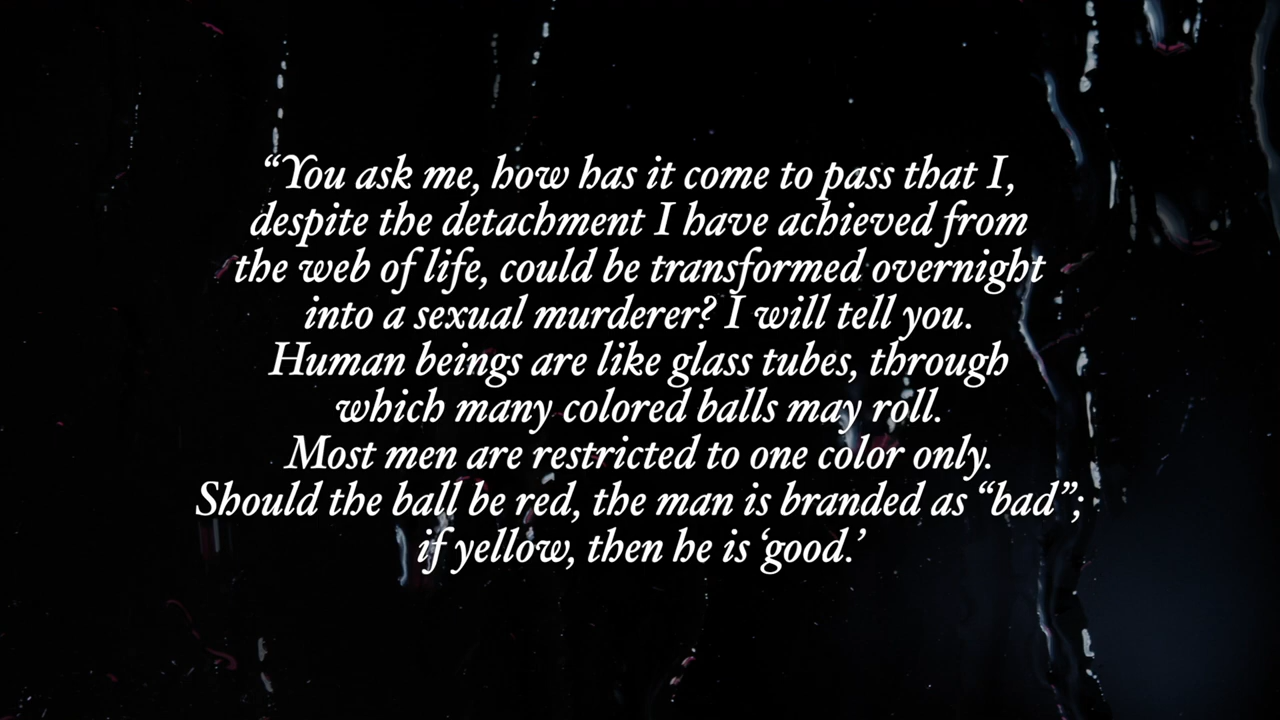 “You ask me, how has it come to pass that I,
despite the detachment I have achieved from
the web of life, could be transformed overnight
into a sexual murderer? I will tell you.
Human beings are like glass tubes, through
which many colored balls may roll.
Most men are restricted to one color only.
Should the ball be red, the man is branded as “bad”;
if yellow, then he is ‘good.’